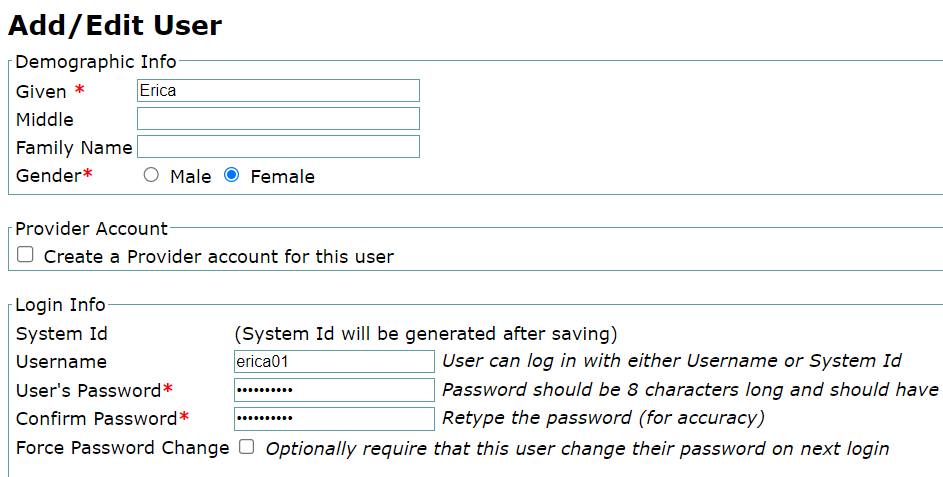 Add/Edit User
Demographic Info
Given * Erica
Middle
Family Name
Gender* Male Female
Provider Account
Create a Provider account for this user
Login Info
System Id (System Id will be generated after saving)
Username erica01 User can log in with either Username or System Id
User's Password* •••••••••• Password should be 8 characters long and should have
Confirm Password* •••••••••• Retype the password (for accuracy)
Force Password Change Optionally require that this user change their password on next login